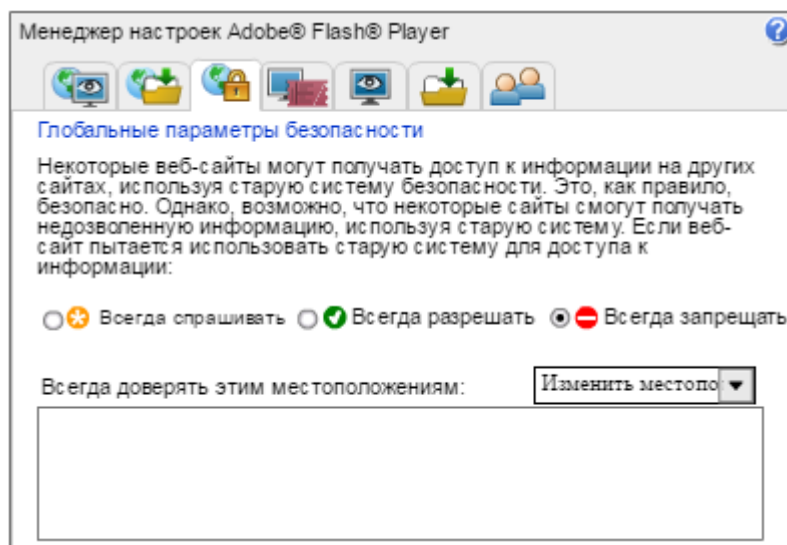 Менеджер настроек Adobe® Flash® Player
?
Глобальные параметры безопасности
Некоторые веб-сайты могут получать доступ к информации на других
сайтах, используя старую систему безопасности. Это, как правило,
безопасно. Однако, возможно, что некоторые сайты смогут получать
недозволенную информацию, используя старую систему. Если веб-
сайт пытается использовать старую систему для доступа к
информации:
Всегда спрашивать Всегда разрешать Всегда запрещать
Всегда доверять этим местоположениям: Изменить местопо